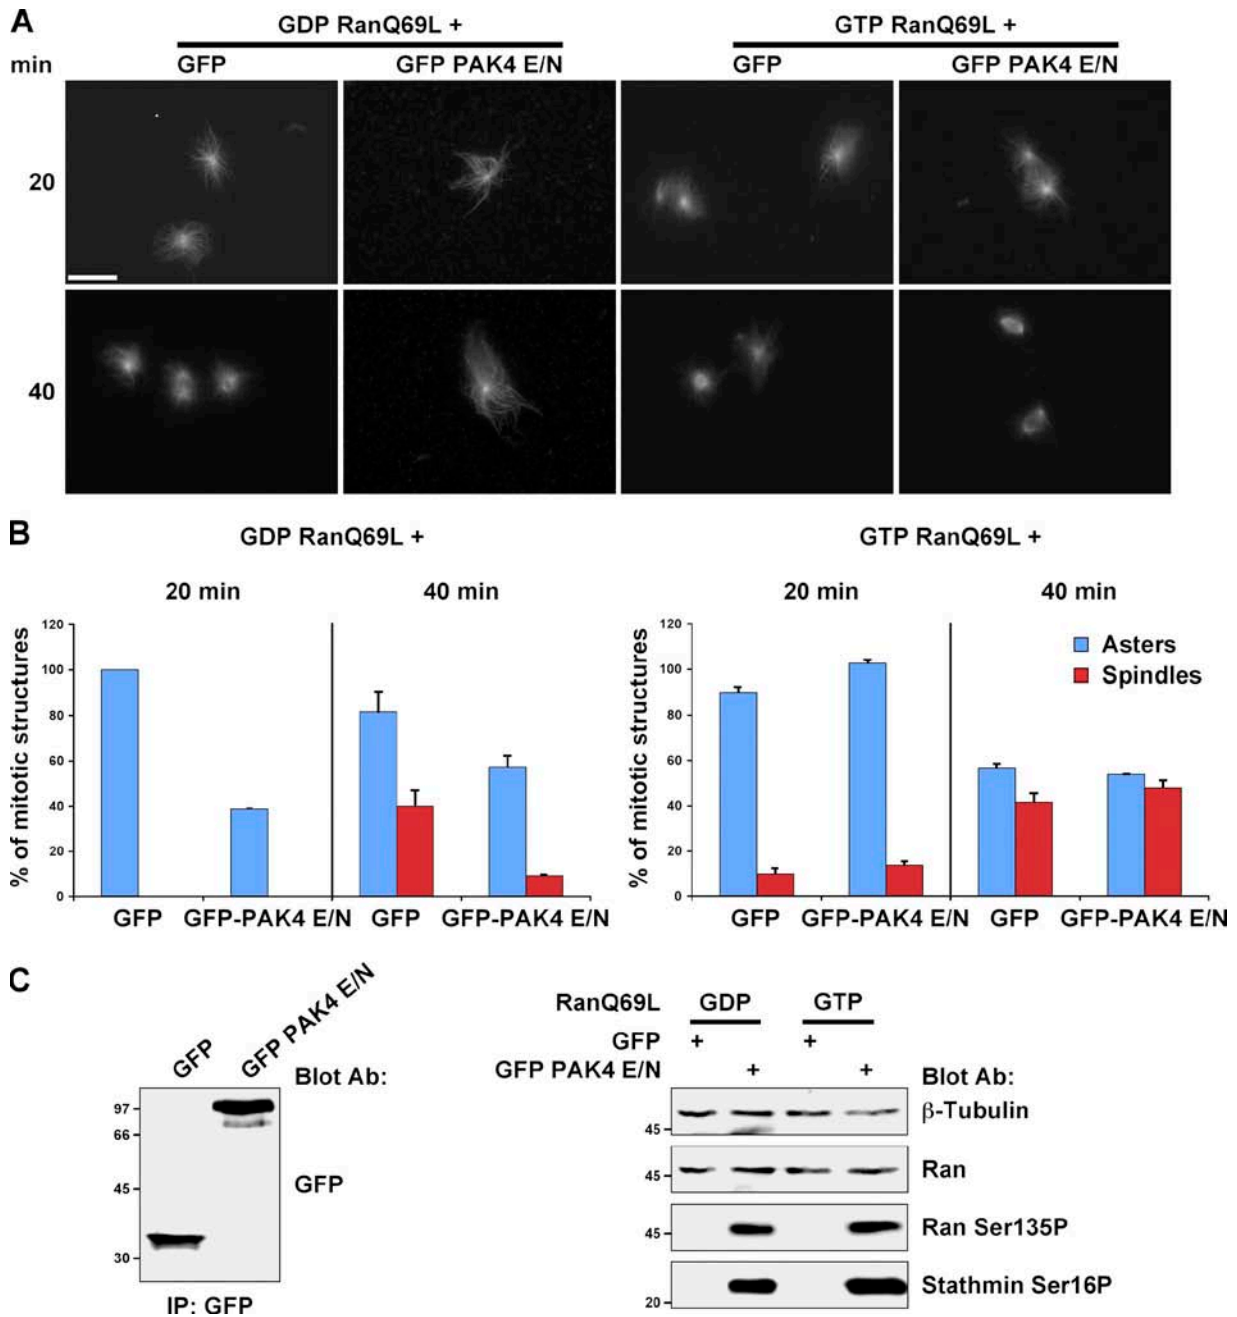 A
GDP RanQ69L +
GTP RanQ69L +
min
GFP
GFP PAK4 E/N
GFP
GFP PAK4 E/N
20
40
B
GDP RanQ69L +
GTP RanQ69L +
20 min
40 min
20 min
40 min
% of mitotic structures
120
100
80
60
40
20
0
GFP
GFP-PAK4 E/N
GFP
GFP-PAK4 E/N
% of mitotic structures
120
100
80
60
40
20
0
GFP
GFP-PAK4 E/N
GFP
GFP-PAK4 E/N
Asters
Spindles
C
GFP
GFP PAK4 E/N
Blot Ab:
97
66
45
30
GFP
IP: GFP
RanQ69L
GDP
GTP
GFP
+
+
GFP PAK4 E/N
+
+
Blot Ab:
45
β-Tubulin
45
Ran
45
Ran Ser135P
20
Stathmin Ser16P